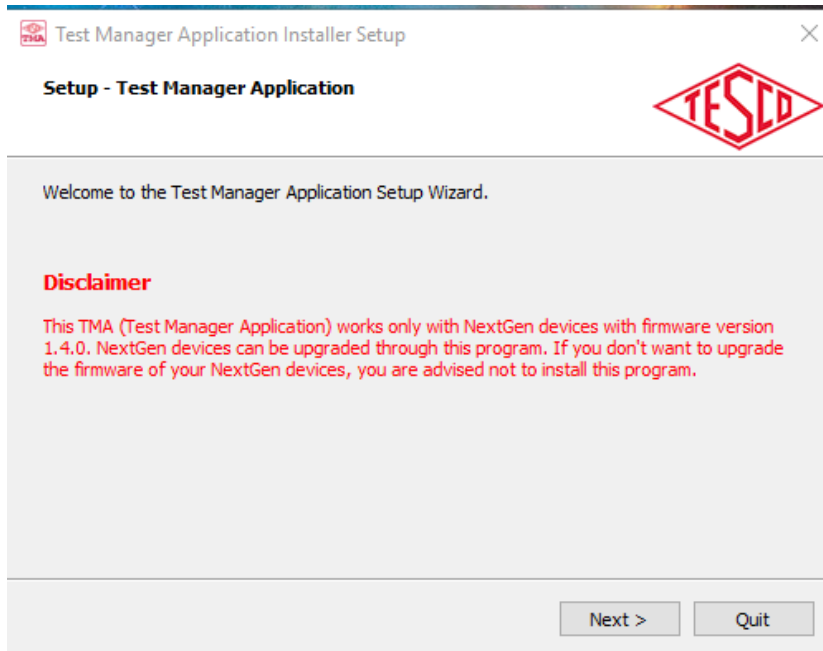 TMA Test Manager Application Installer Setup
Setup - Test Manager Application
TESCO
Welcome to the Test Manager Application Setup Wizard.
Disclaimer
This TMA (Test Manager Application) works only with NextGen devices with firmware version
1.4.0. NextGen devices can be upgraded through this program. If you don't want to upgrade
the firmware of your NextGen devices, you are advised not to install this program.
Next >
Quit